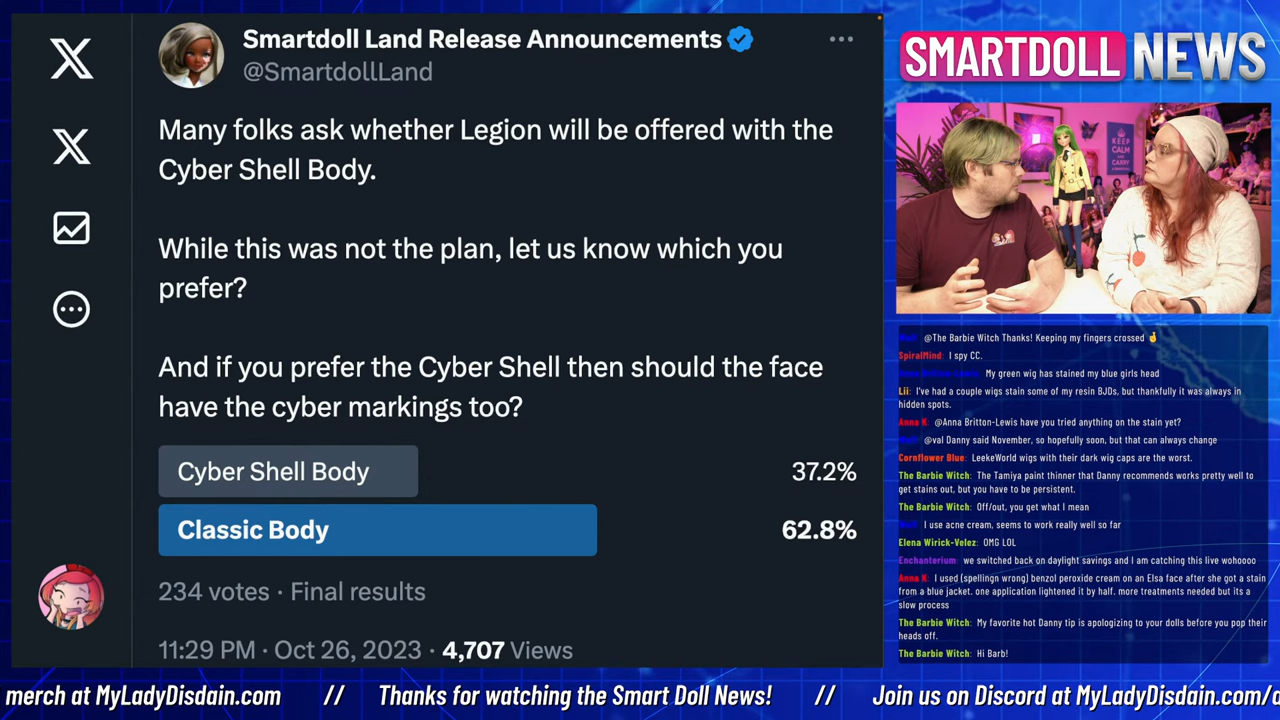 Smartdoll Land Release Announcements
@SmartdollLand
Many folks ask whether Legion will be offered with the
Cyber Shell Body.
While this was not the plan, let us know which you
prefer?
And if you prefer the Cyber Shell then should the face
have the cyber markings too?
Cyber Shell Body 37.2%
Classic Body 62.8%
234 votes · Final results
11:29 PM · Oct 26, 2023 · 4,707 Views
SMARTDOLL NEWS
KEEP
CALM
AND
CARRY
@The Barbie Witch Thanks! Keeping my fingers crossed 🤞
SpiralMind: I spy CC.
My green wig has stained my blue girls head
Lii: I've had a couple wigs stain some of my resin BJDs, but thankfully it was always in
hidden spots.
Anna K: @Anna Britton-Lewis have you tried anything on the stain yet?
@val Danny said November, so hopefully soon, but that can always change
Cornflower Blue: LeekeWorld wigs with their dark wig caps are the worst.
The Barbie Witch: The Tamiya paint thinner that Danny recommends works pretty well to
get stains out, but you have to be persistent.
The Barbie Witch: Off/out, you get what I mean
I use acne cream, seems to work really well so far
Elena Wirick-Velez: OMG LOL
Enchanterium: we switched back on daylight savings and I am catching this live wohoooo
Anna K: I used (spellingn wrong) benzol peroxide cream on an Elsa face after she got a stain
from a blue jacket. one application lightened it by half. more treatments needed but its a
slow process
The Barbie Witch: My favorite hot Danny tip is apologizing to your dolls before you pop their
heads off.
The Barbie Witch: Hi Barb!
merch at MyLadyDisdain.com // Thanks for watching the Smart Doll News! // Join us on Discord at MyLadyDisdain.com/